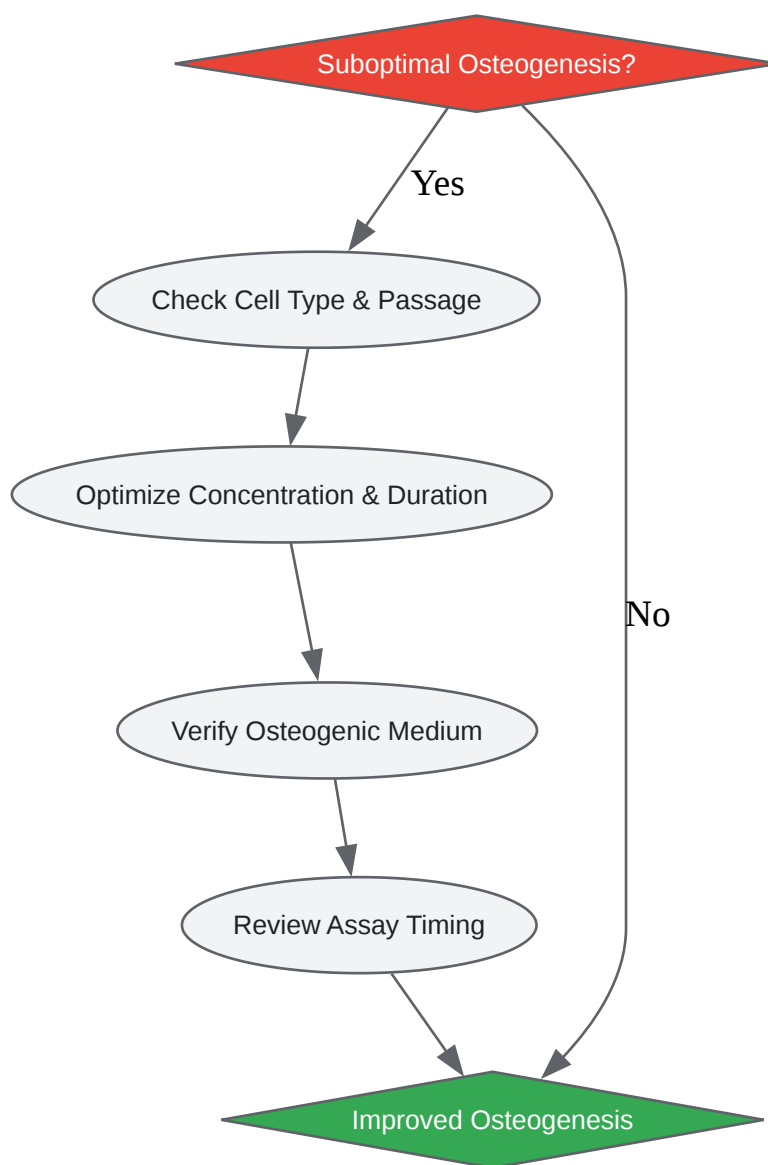 Suboptimal Osteogenesis?
Yes
Check Cell Type & Passage
Optimize Concentration & Duration
No
Verify Osteogenic Medium
Review Assay Timing
Improved Osteogenesis